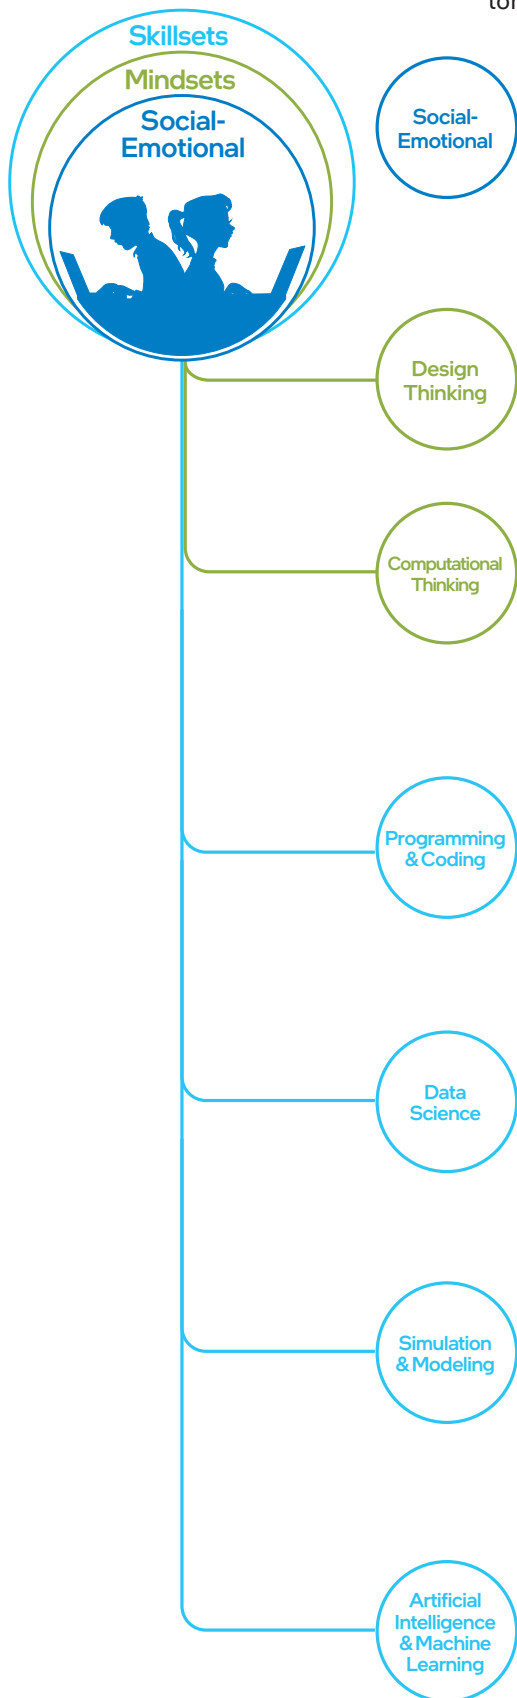 Skillsets
Mindsets
Social-
Emotional
Social-
Emotional
Design
Thinking
Computational
Thinking
Programming
& Coding
Data
Science
Simulation
& Modeling
Artificial
Intelligence
& Machine
Learning